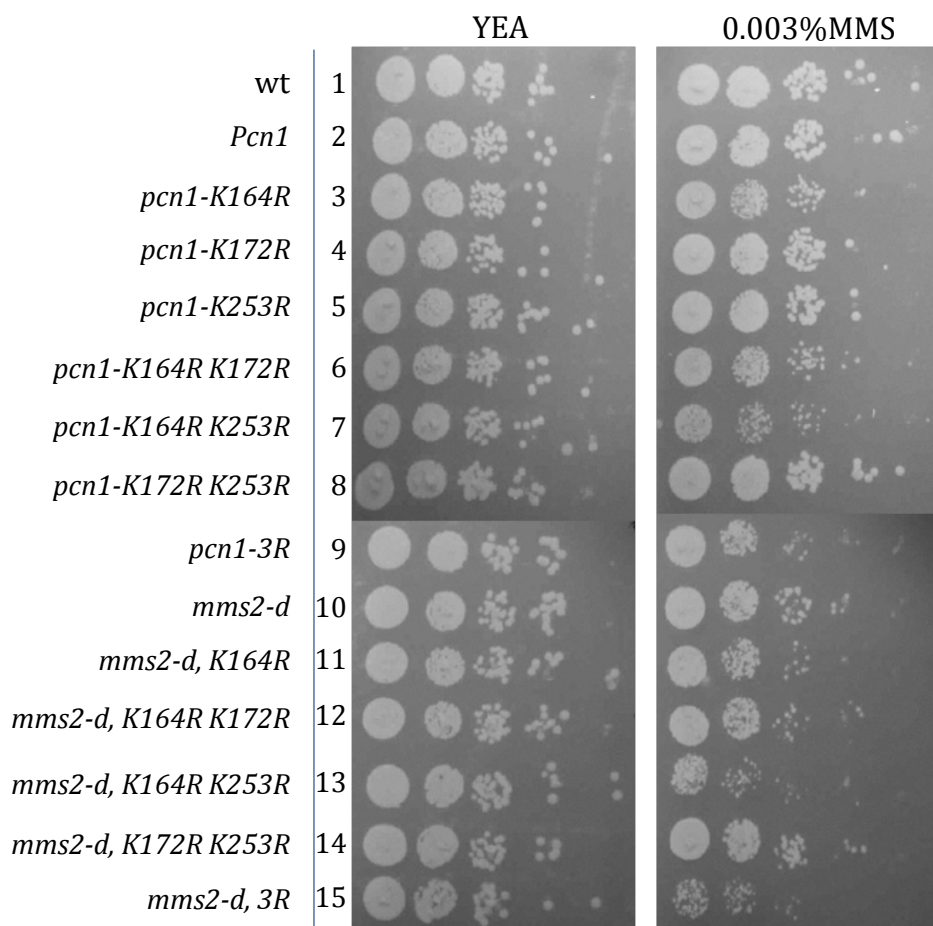 YEA 0.003%MMS
wt 1
Pcn1 2
pcn1-K164R 3
pcn1-K172R 4
pcn1-K253R 5
pcn1-K164R K172R 6
pcn1-K164R K253R 7
pcn1-K172R K253R 8
pcn1-3R 9
mms2-d 10
mms2-d, K164R 11
mms2-d, K164R K172R 12
mms2-d, K164R K253R 13
mms2-d, K172R K253R 14
mms2-d, 3R 15